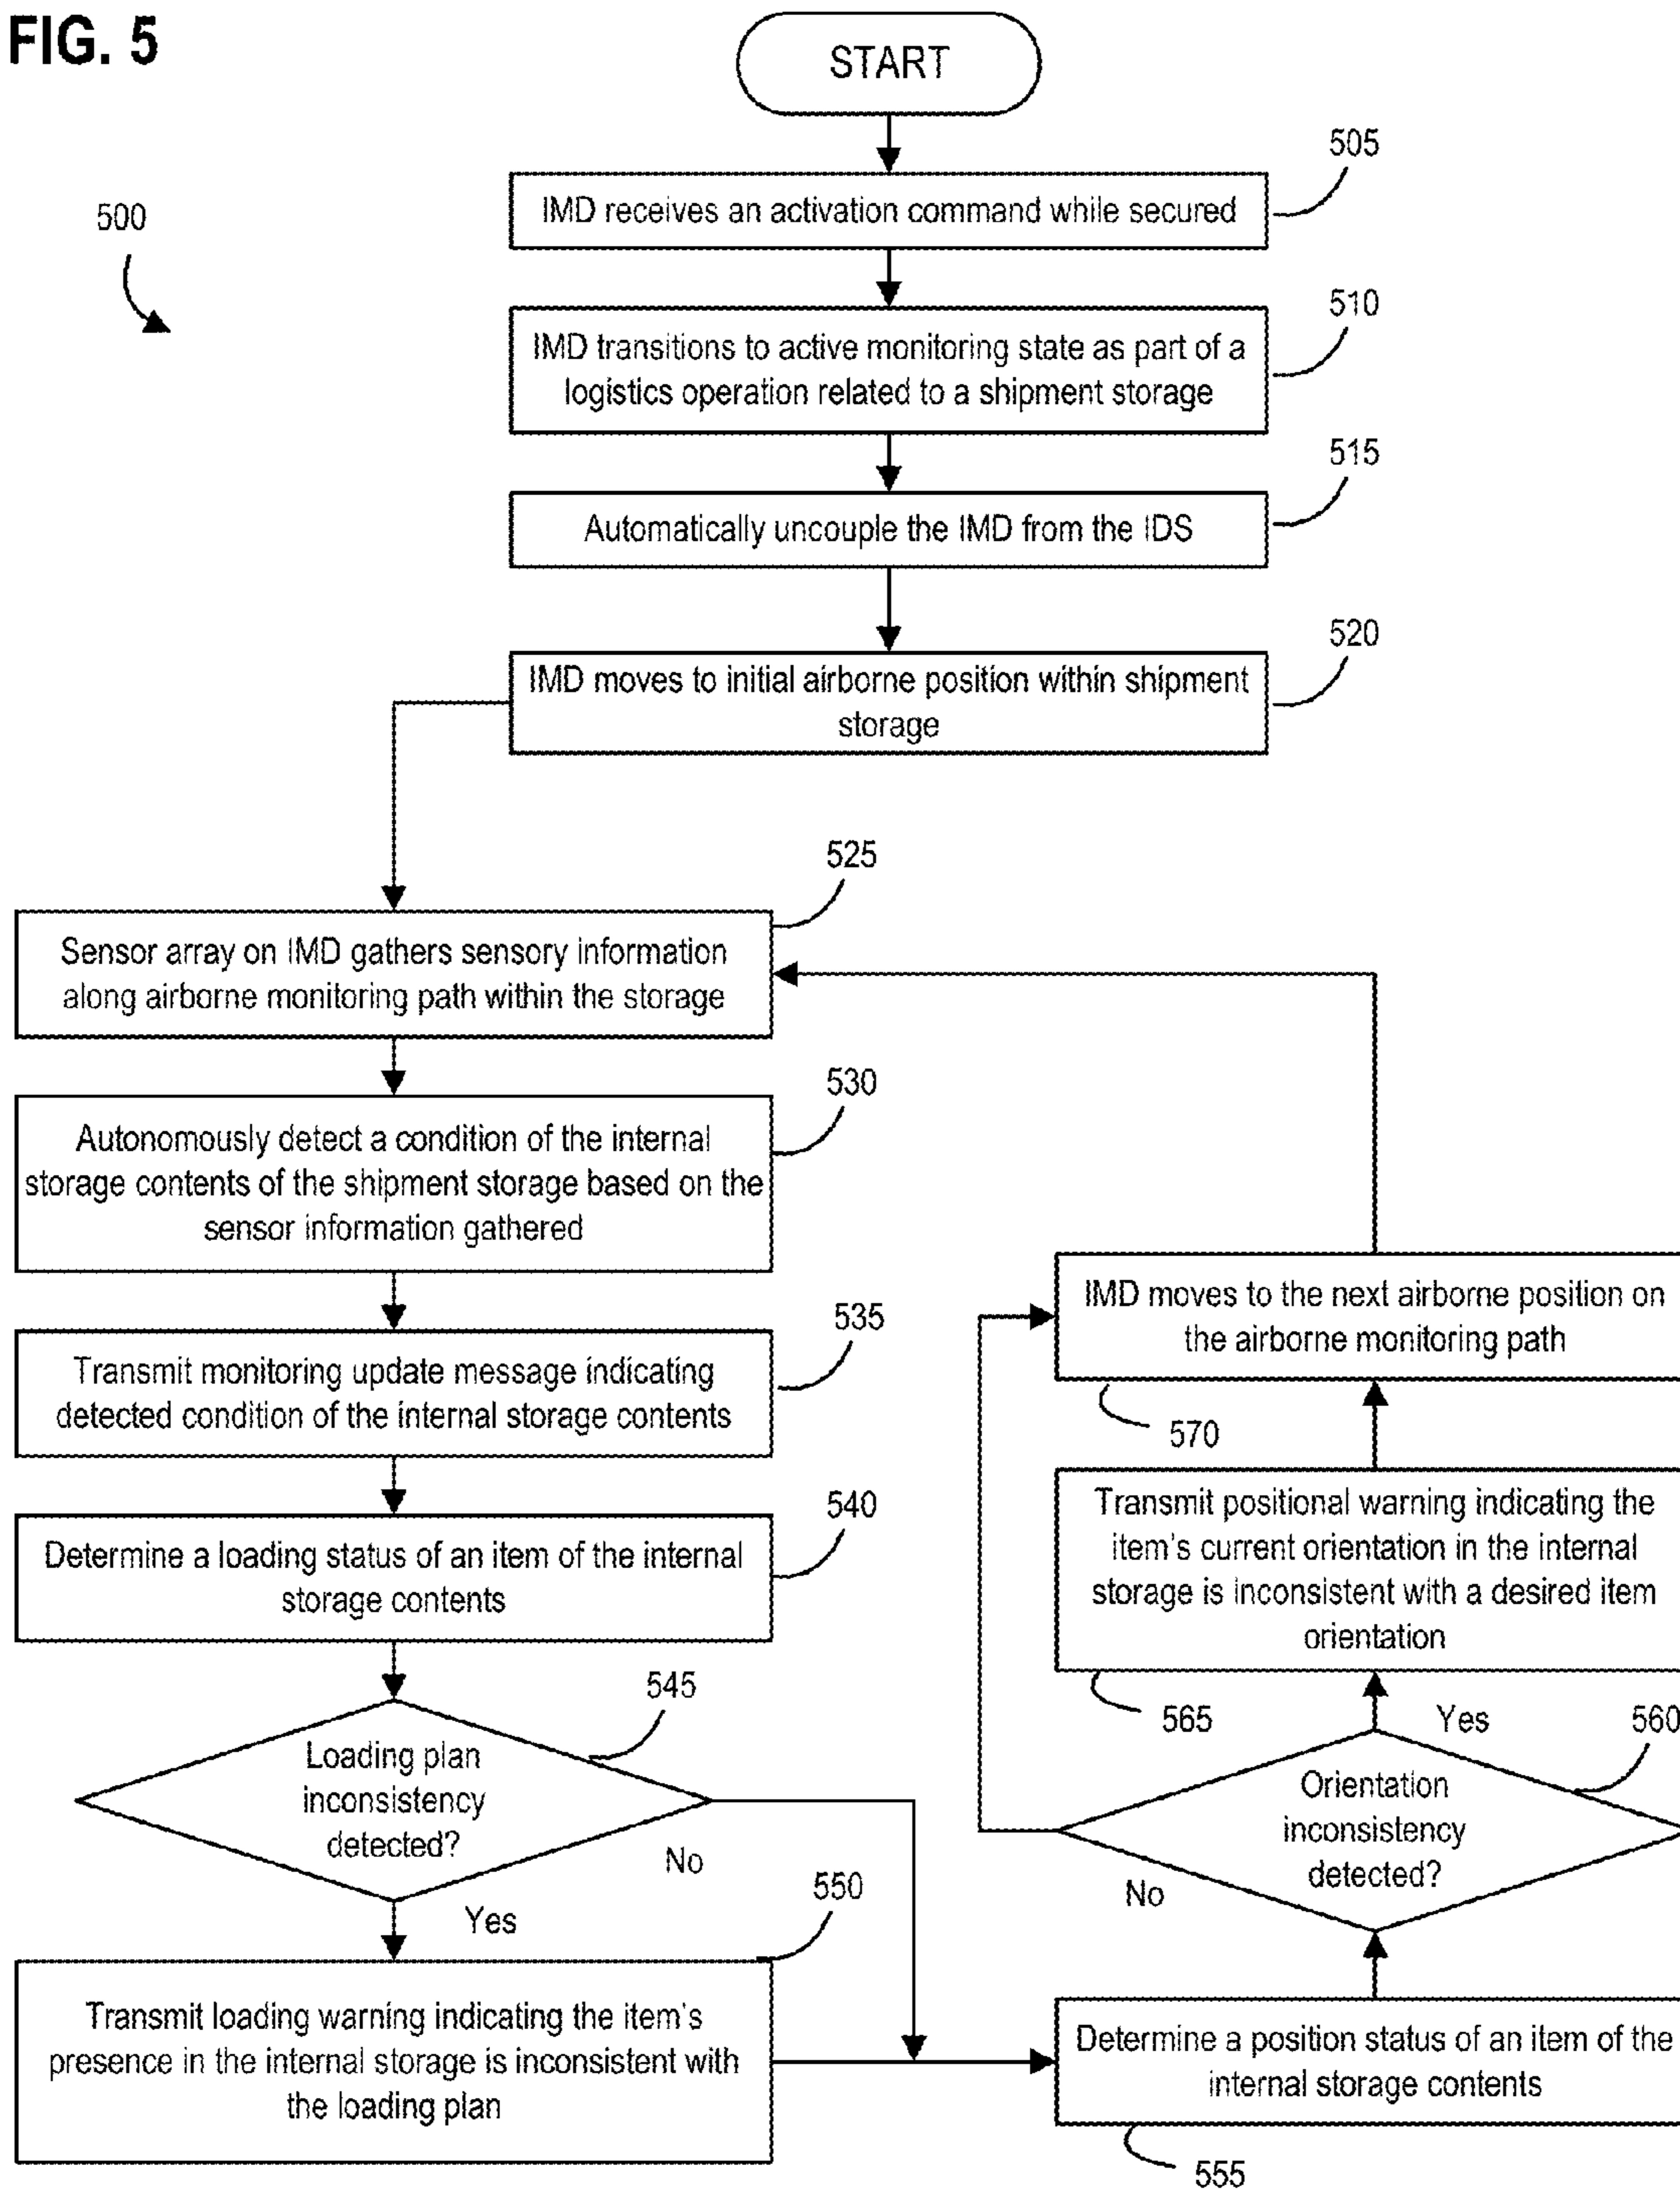 FIG. 5
START
500
505
IMD receives an activation command while secured
510
IMD transitions to active monitoring state as part of a
logistics operation related to a shipment storage
515
Automatically uncouple the IMD from the IDS
520
IMD moves to initial airborne position within shipment
storage
525
Sensor array on IMD gathers sensory information
along airborne monitoring path within the storage
530
Autonomously detect a condition of the internal
storage contents of the shipment storage based on the
sensor information gathered
535
Transmit monitoring update message indicating
detected condition of the internal storage contents
540
Determine a loading status of an item of the internal
storage contents
545
Loading plan
inconsistency
detected?
No
Yes
550
Transmit loading warning indicating the item's
presence in the internal storage is inconsistent with
the loading plan
Determine a position status of an item of the
internal storage contents
555
560
Orientation
inconsistency
detected?
No
Yes
565
Transmit positional warning indicating the
item's current orientation in the internal
storage is inconsistent with a desired item
orientation
570
IMD moves to the next airborne position on
the airborne monitoring path